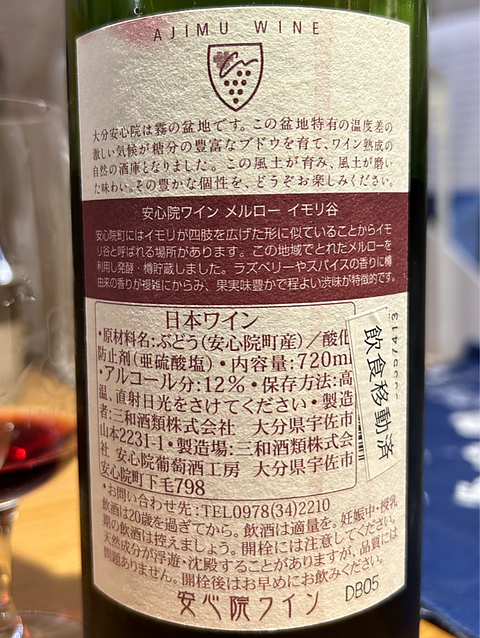 AJIMU WINE
大分安心院は霧の盆地です。この盆地特有の温度差の
激しい気候が糖分の豊富なブドウを育て、ワイン熟成の
自然の酒庫となりました。この風土が育み、風土が磨い
た味わい。その豊かな個性を、どうぞお楽しみください。
安心院ワイン メルロー イモリ谷
安心院町にはイモリが四肢を広げた形に似ていることからイモ
リ谷と呼ばれる場所があります。この地域でとれたメルローを
利用し発酵・樽貯蔵しました。ラズベリーやスパイスの香りに樽
由来の香りが複雑にからみ、果実味豊かで程よい渋味が特徴的です。
日本ワイン
・原材料名:ぶどう(安心院町産)／酸化
防止剤(亜硫酸塩)・内容量:720ml
・アルコール分:12%・保存方法:高
温、直射日光をさけてください・製造
者:三和酒類株式会社 大分県宇佐市
山本2231-1・製造場:三和酒類株式会
社 安心院葡萄酒工房 大分県宇佐市
安心院町下毛798
・お問い合わせ先:TEL0978(34)2210
飲酒は20歳を過ぎてから。飲酒は適量を。妊娠中・授乳
期の飲酒は控えましょう。開栓には注意してください。
天然成分が浮遊・沈殿することがありますが、品質には
問題ありません。開栓後はお早めにお飲みください。
安心院ワイン
DB05
飲食移動済